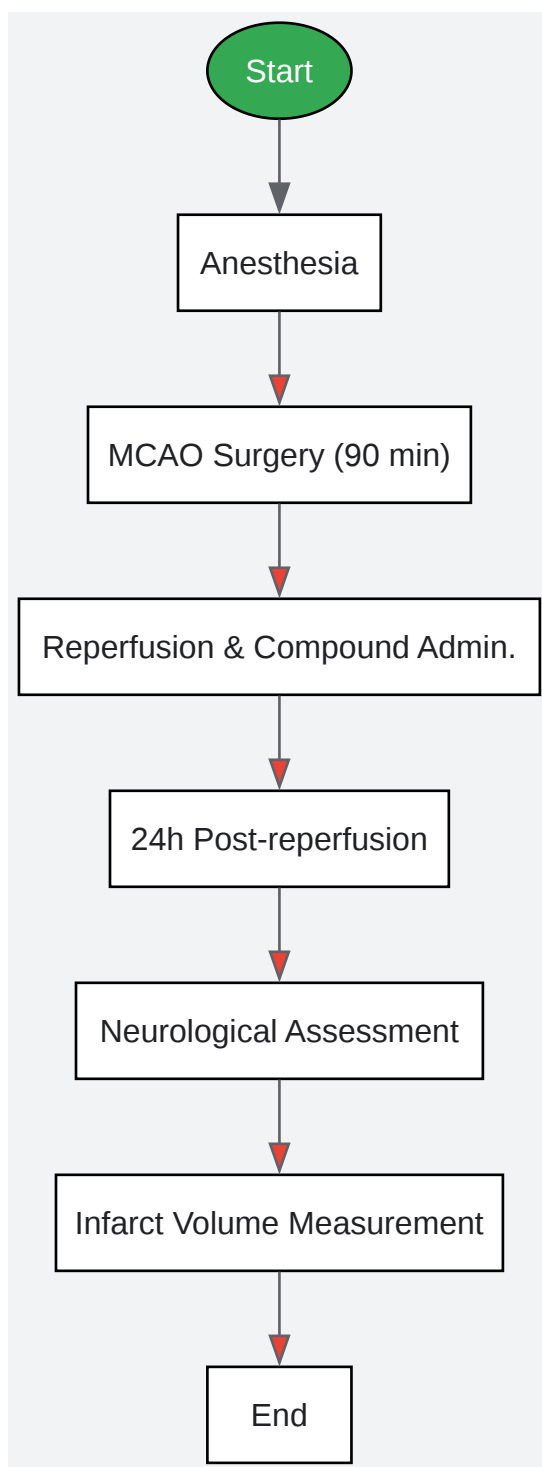 Start
Anesthesia
MCAO Surgery (90 min)
Reperfusion & Compound Admin.
24h Post-reperfusion
Neurological Assessment
Infarct Volume Measurement
End